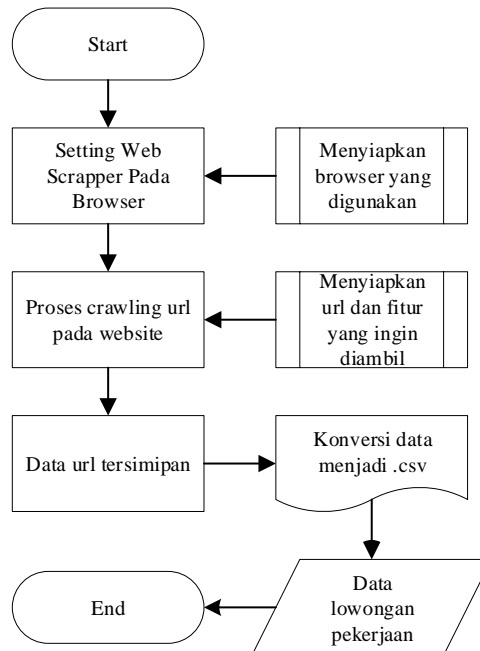 Start
Setting Web
Scrapper Pada
Browser
Menyiapkan
browser yang
digunakan
Proses crawling url
pada website
Menyiapkan
url dan fitur
yang ingin
diambil
Data url tersimipan
Konversi data
menjadi .csv
Data
lowongan
pekerjaan
End